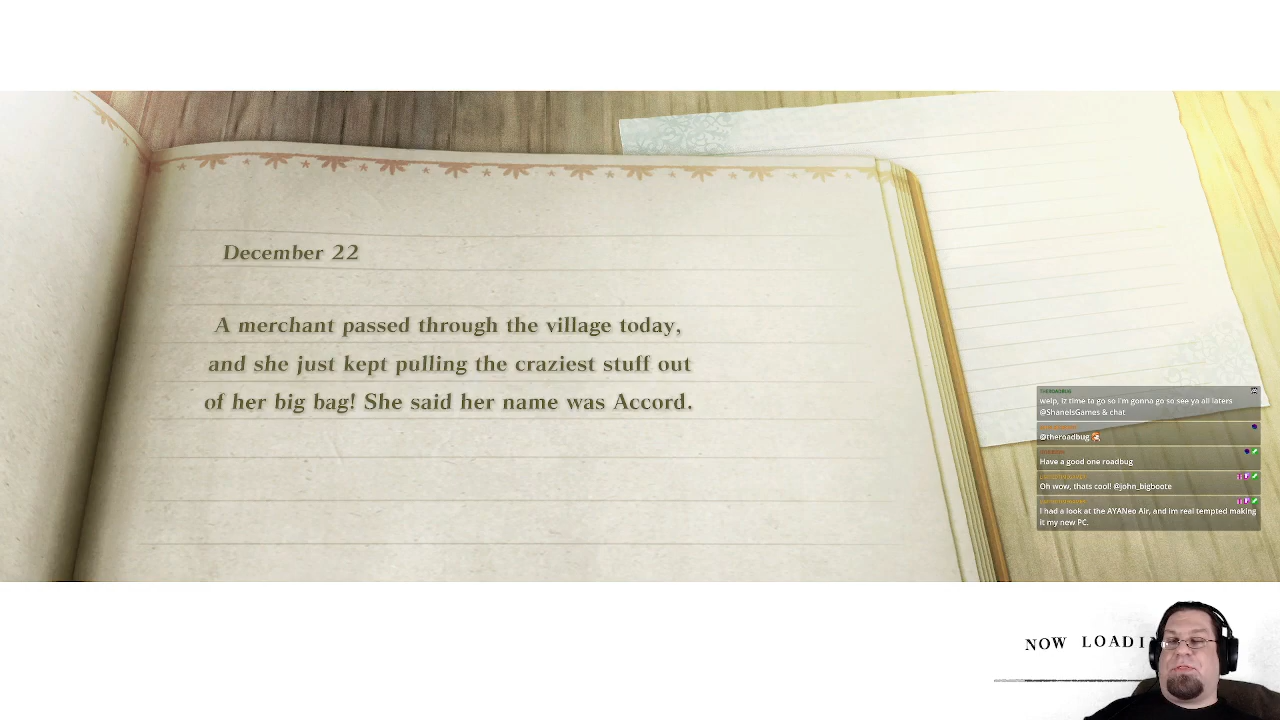 December 22
A merchant passed through the village today,
and she just kept pulling the craziest stuff out
of her big bag! She said her name was Accord.
THEROADBUG
welp, iz time ta go so i'm gonna go so see ya all laters
@ShaneIsGames & chat
@theroadbug
Have a good one roadbug
Oh wow, thats cool! @john_bigboote
I had a look at the AYANeo Air, and im real tempted making
it my new PC.
NOW LOADI